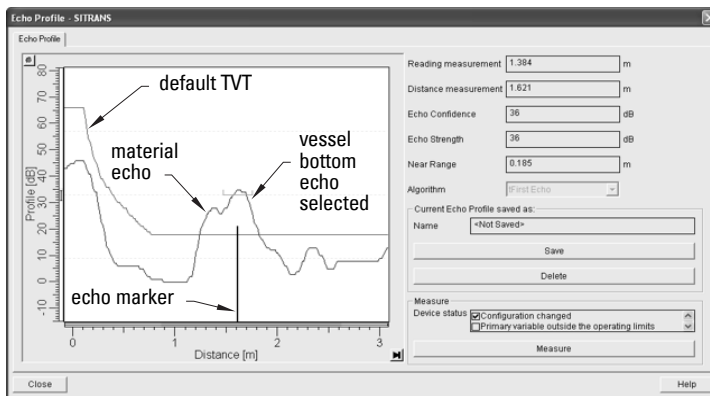 Echo Profile - SITRANS
Echo Profile
80
70
60
50
40
30
20
10
0
-10
Profile [dB]
default TVT
material
echo
vessel
bottom
echo
selected
echo marker
0
1
2
3
Distance [m]
Reading measurement 1.384 m
Distance measurement 1.621 m
Echo Confidence 36 dB
Echo Strength 36 dB
Near Range 0.185 m
Algorithm tFirst Echo
Current Echo Profile saved as:
Name <Not Saved>
Save
Delete
Measure
Device status Configuration changed
Primary variable outside the operating limits
Measure
Close
Help